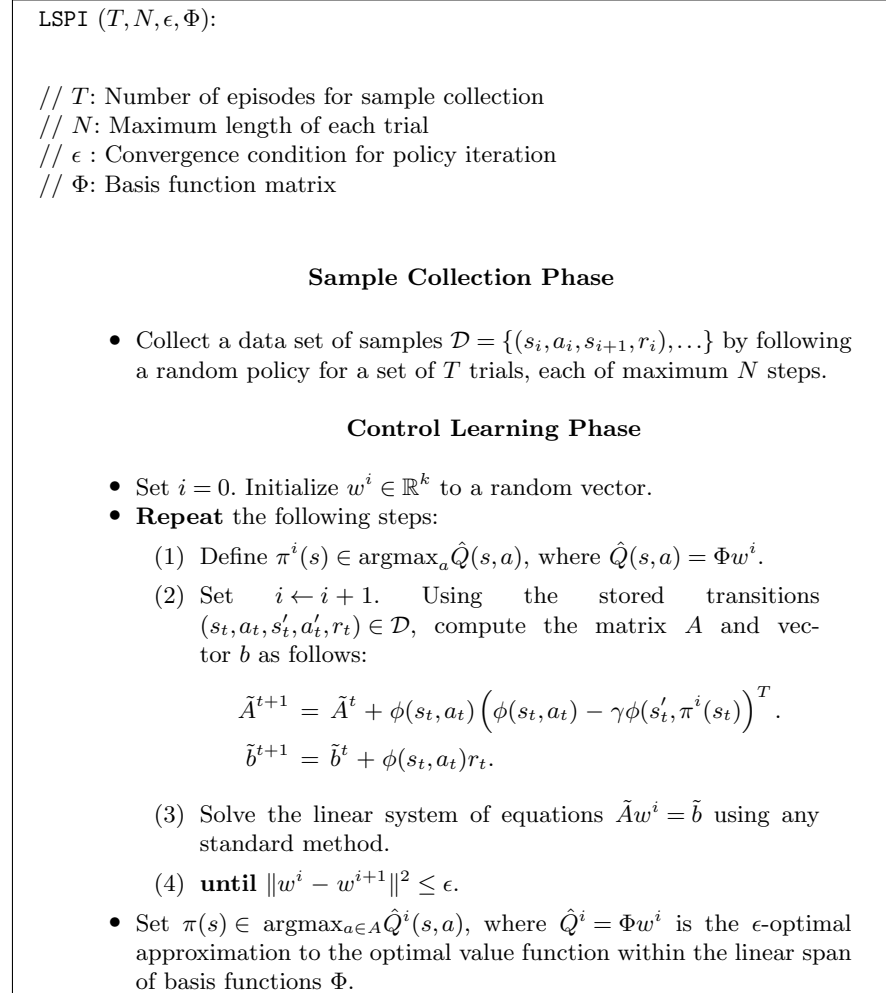 LSPI (T, N, ϵ, Φ):
// T: Number of episodes for sample collection
// N: Maximum length of each trial
// ϵ : Convergence condition for policy iteration
// Φ: Basis function matrix
Sample Collection Phase
• Collect a data set of samples 𝒟 = {(s_i, a_i, s_{i+1}, r_i), …} by following
a random policy for a set of T trials, each of maximum N steps.
Control Learning Phase
• Set i = 0. Initialize w^i ∈ ℝ^k to a random vector.
• Repeat the following steps:
(1) Define π^i(s) ∈ argmax_a Q̂(s, a), where Q̂(s, a) = Φw^i.
(2) Set i ← i + 1. Using the stored transitions
(s_t, a_t, s′_t, a′_t, r_t) ∈ 𝒟, compute the matrix A and vec-
tor b as follows:
Ã^{t+1} = Ã^t + φ(s_t, a_t) (φ(s_t, a_t) − γφ(s′_t, π^i(s_t))^T.
b̃^{t+1} = b̃^t + φ(s_t, a_t)r_t.
(3) Solve the linear system of equations Ãw^i = b̃ using any
standard method.
(4) until ‖w^i − w^{i+1}‖^2 ≤ ϵ.
• Set π(s) ∈ argmax_{a∈A} Q̂^i(s, a), where Q̂^i = Φw^i is the ϵ-optimal
approximation to the optimal value function within the linear span
of basis functions Φ.